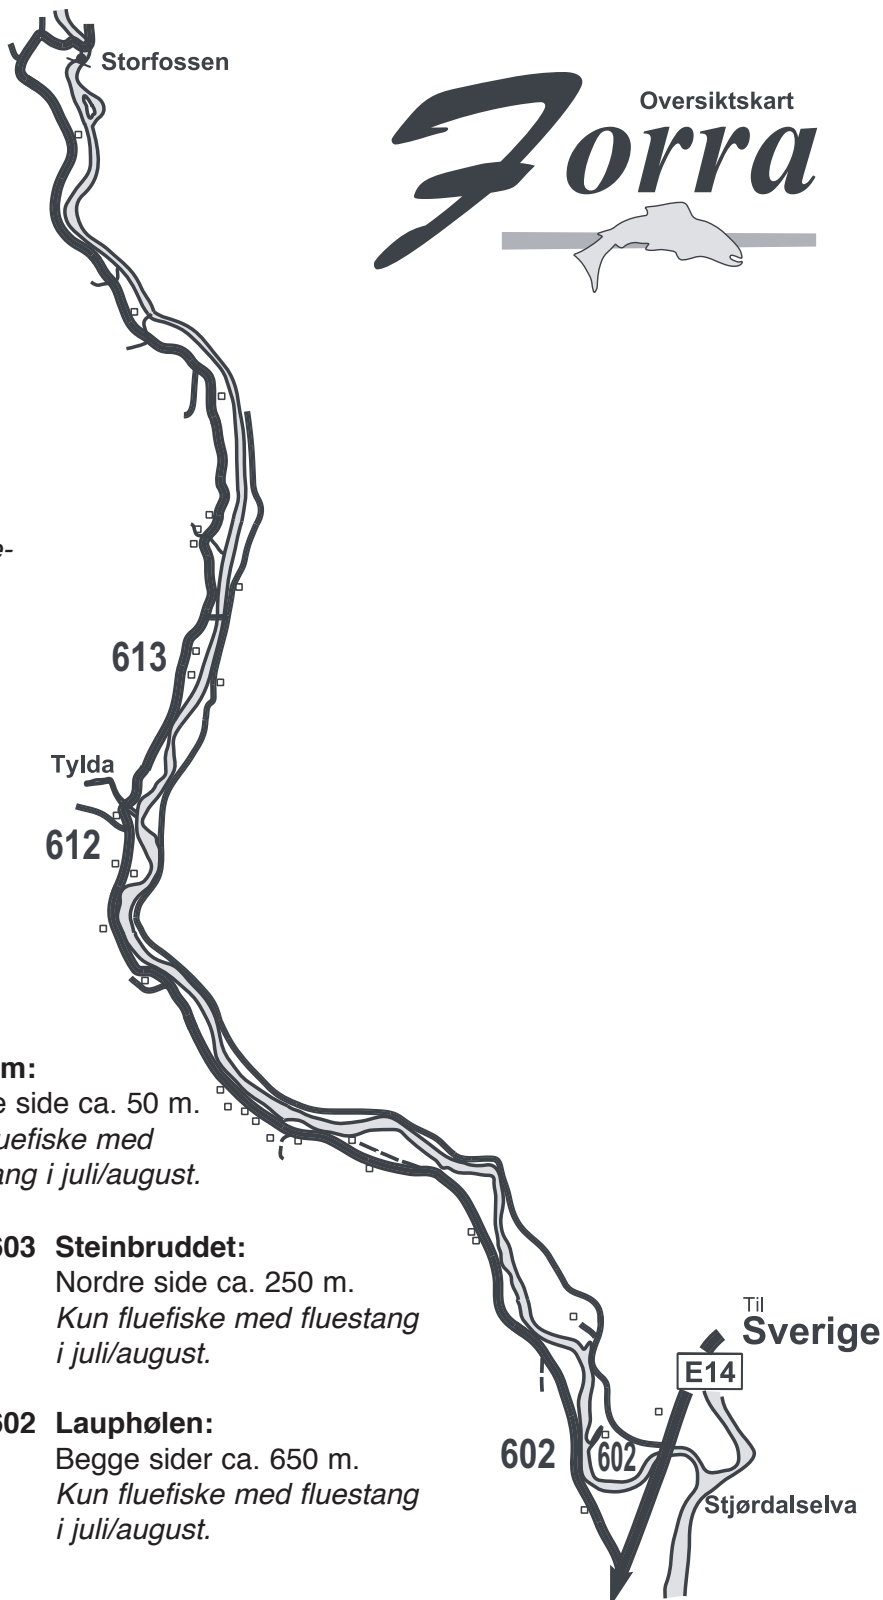 Storfossen
Oversiktskart
Forra
e-
613
Tylda
612
m:
e side ca. 50 m.
uefiske med
ang i juli/august.
603 Steinbruddet:
Nordre side ca. 250 m.
Kun fluefiske med fluestang
i juli/august.
602 Lauphølen:
Begge sider ca. 650 m.
Kun fluefiske med fluestang
i juli/august.
Til
Sverige
E14
602
602
Stjørdalselva